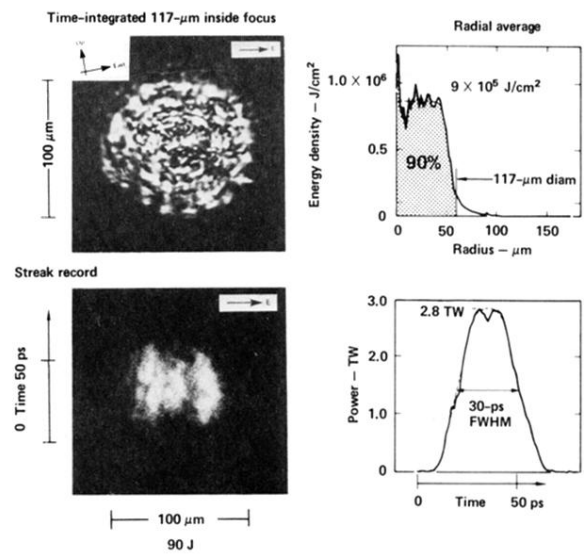 Time-integrated 117-μm inside focus
E
100 μm
Radial average
Energy density – J/cm²
1.0 × 10⁶
0.5
0
9 × 10⁵ J/cm²
90%
117-μm diam
0 50 100 150
Radius – μm
Streak record
E
0 Time 50 ps
100 μm
90 J
Power – TW
3.0
2.0
1.0
0
2.8 TW
30-ps
FWHM
0 Time 50 ps